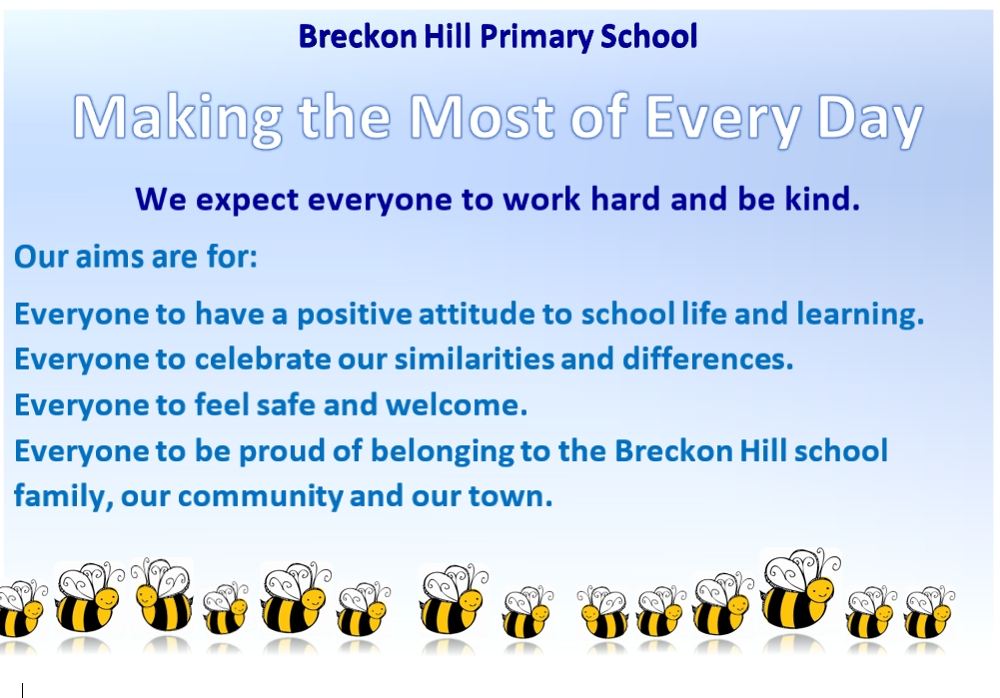 Breckon Hill Primary School
Making the Most of Every Day
We expect everyone to work hard and be kind.
Our aims are for:
Everyone to have a positive attitude to school life and learning.
Everyone to celebrate our similarities and differences.
Everyone to feel safe and welcome.
Everyone to be proud of belonging to the Breckon Hill school
family, our community and our town.